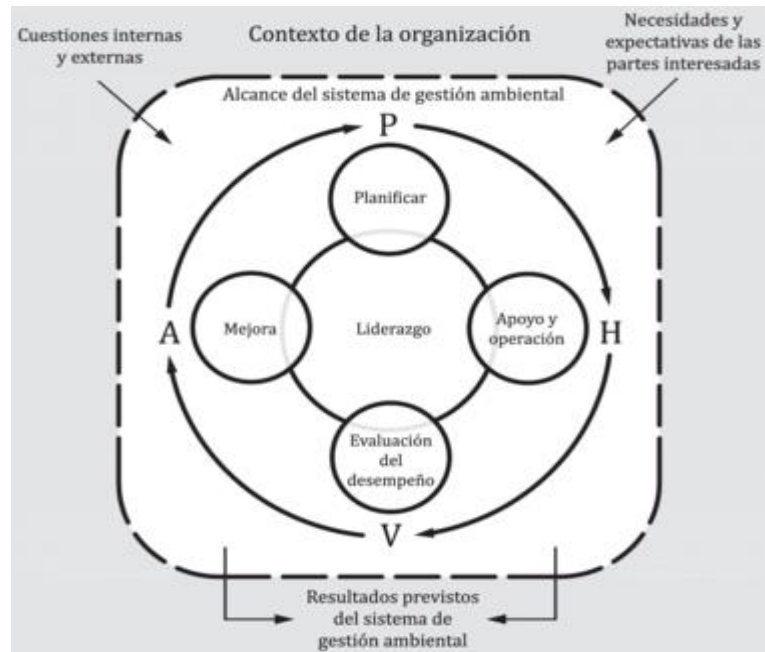 Cuestiones internas
y externas
Contexto de la organización
Necesidades y
expectativas de las
partes interesadas
Alcance del sistema de gestión ambiental
P
Planificar
A
Mejora
Liderazgo
Apoyo y
operación
H
Evaluación
del
desempeño
V
Resultados previstos
del sistema de
gestión ambiental